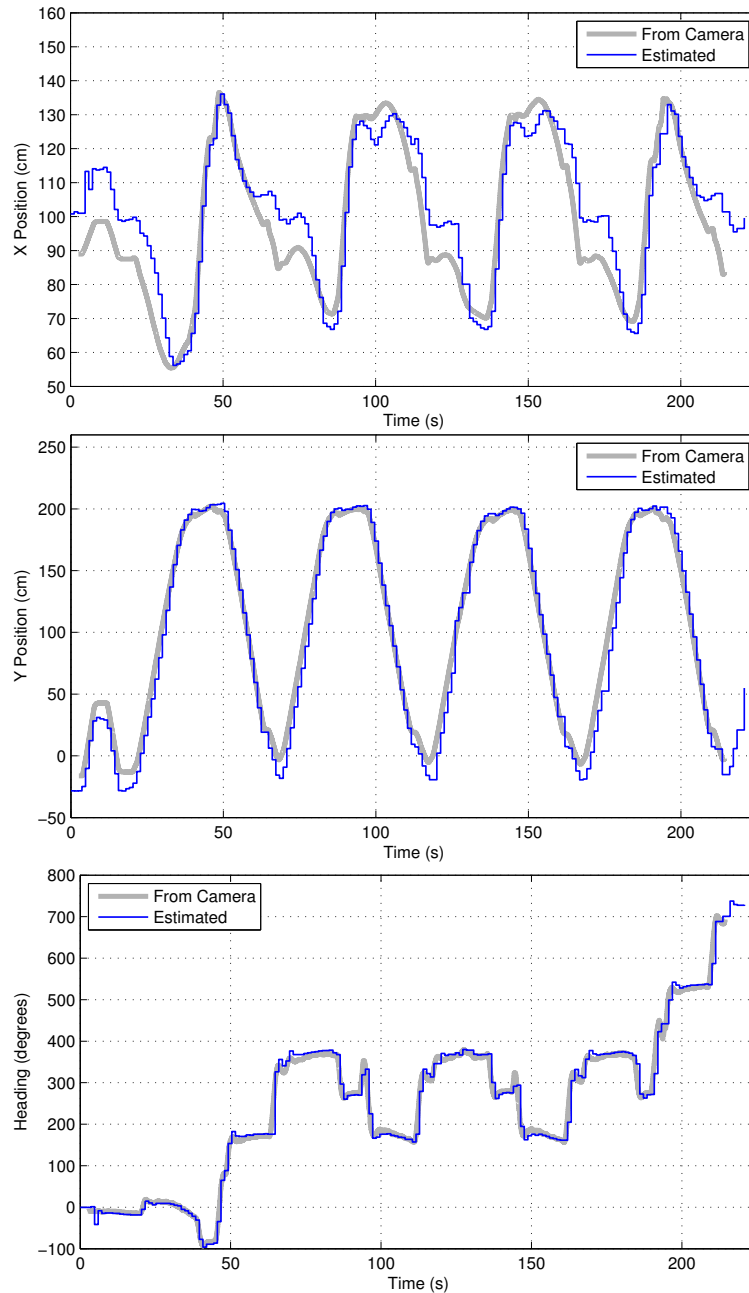 160
150
140
130
120
110
100
90
80
70
60
50
X Position (cm)
From Camera
Estimated
0 50 100 150 200
Time (s)
250
200
150
100
50
0
−50
Y Position (cm)
From Camera
Estimated
0 50 100 150 200
Time (s)
800
700
600
500
400
300
200
100
0
−100
Heading (degrees)
From Camera
Estimated
0 50 100 150 200
Time (s)